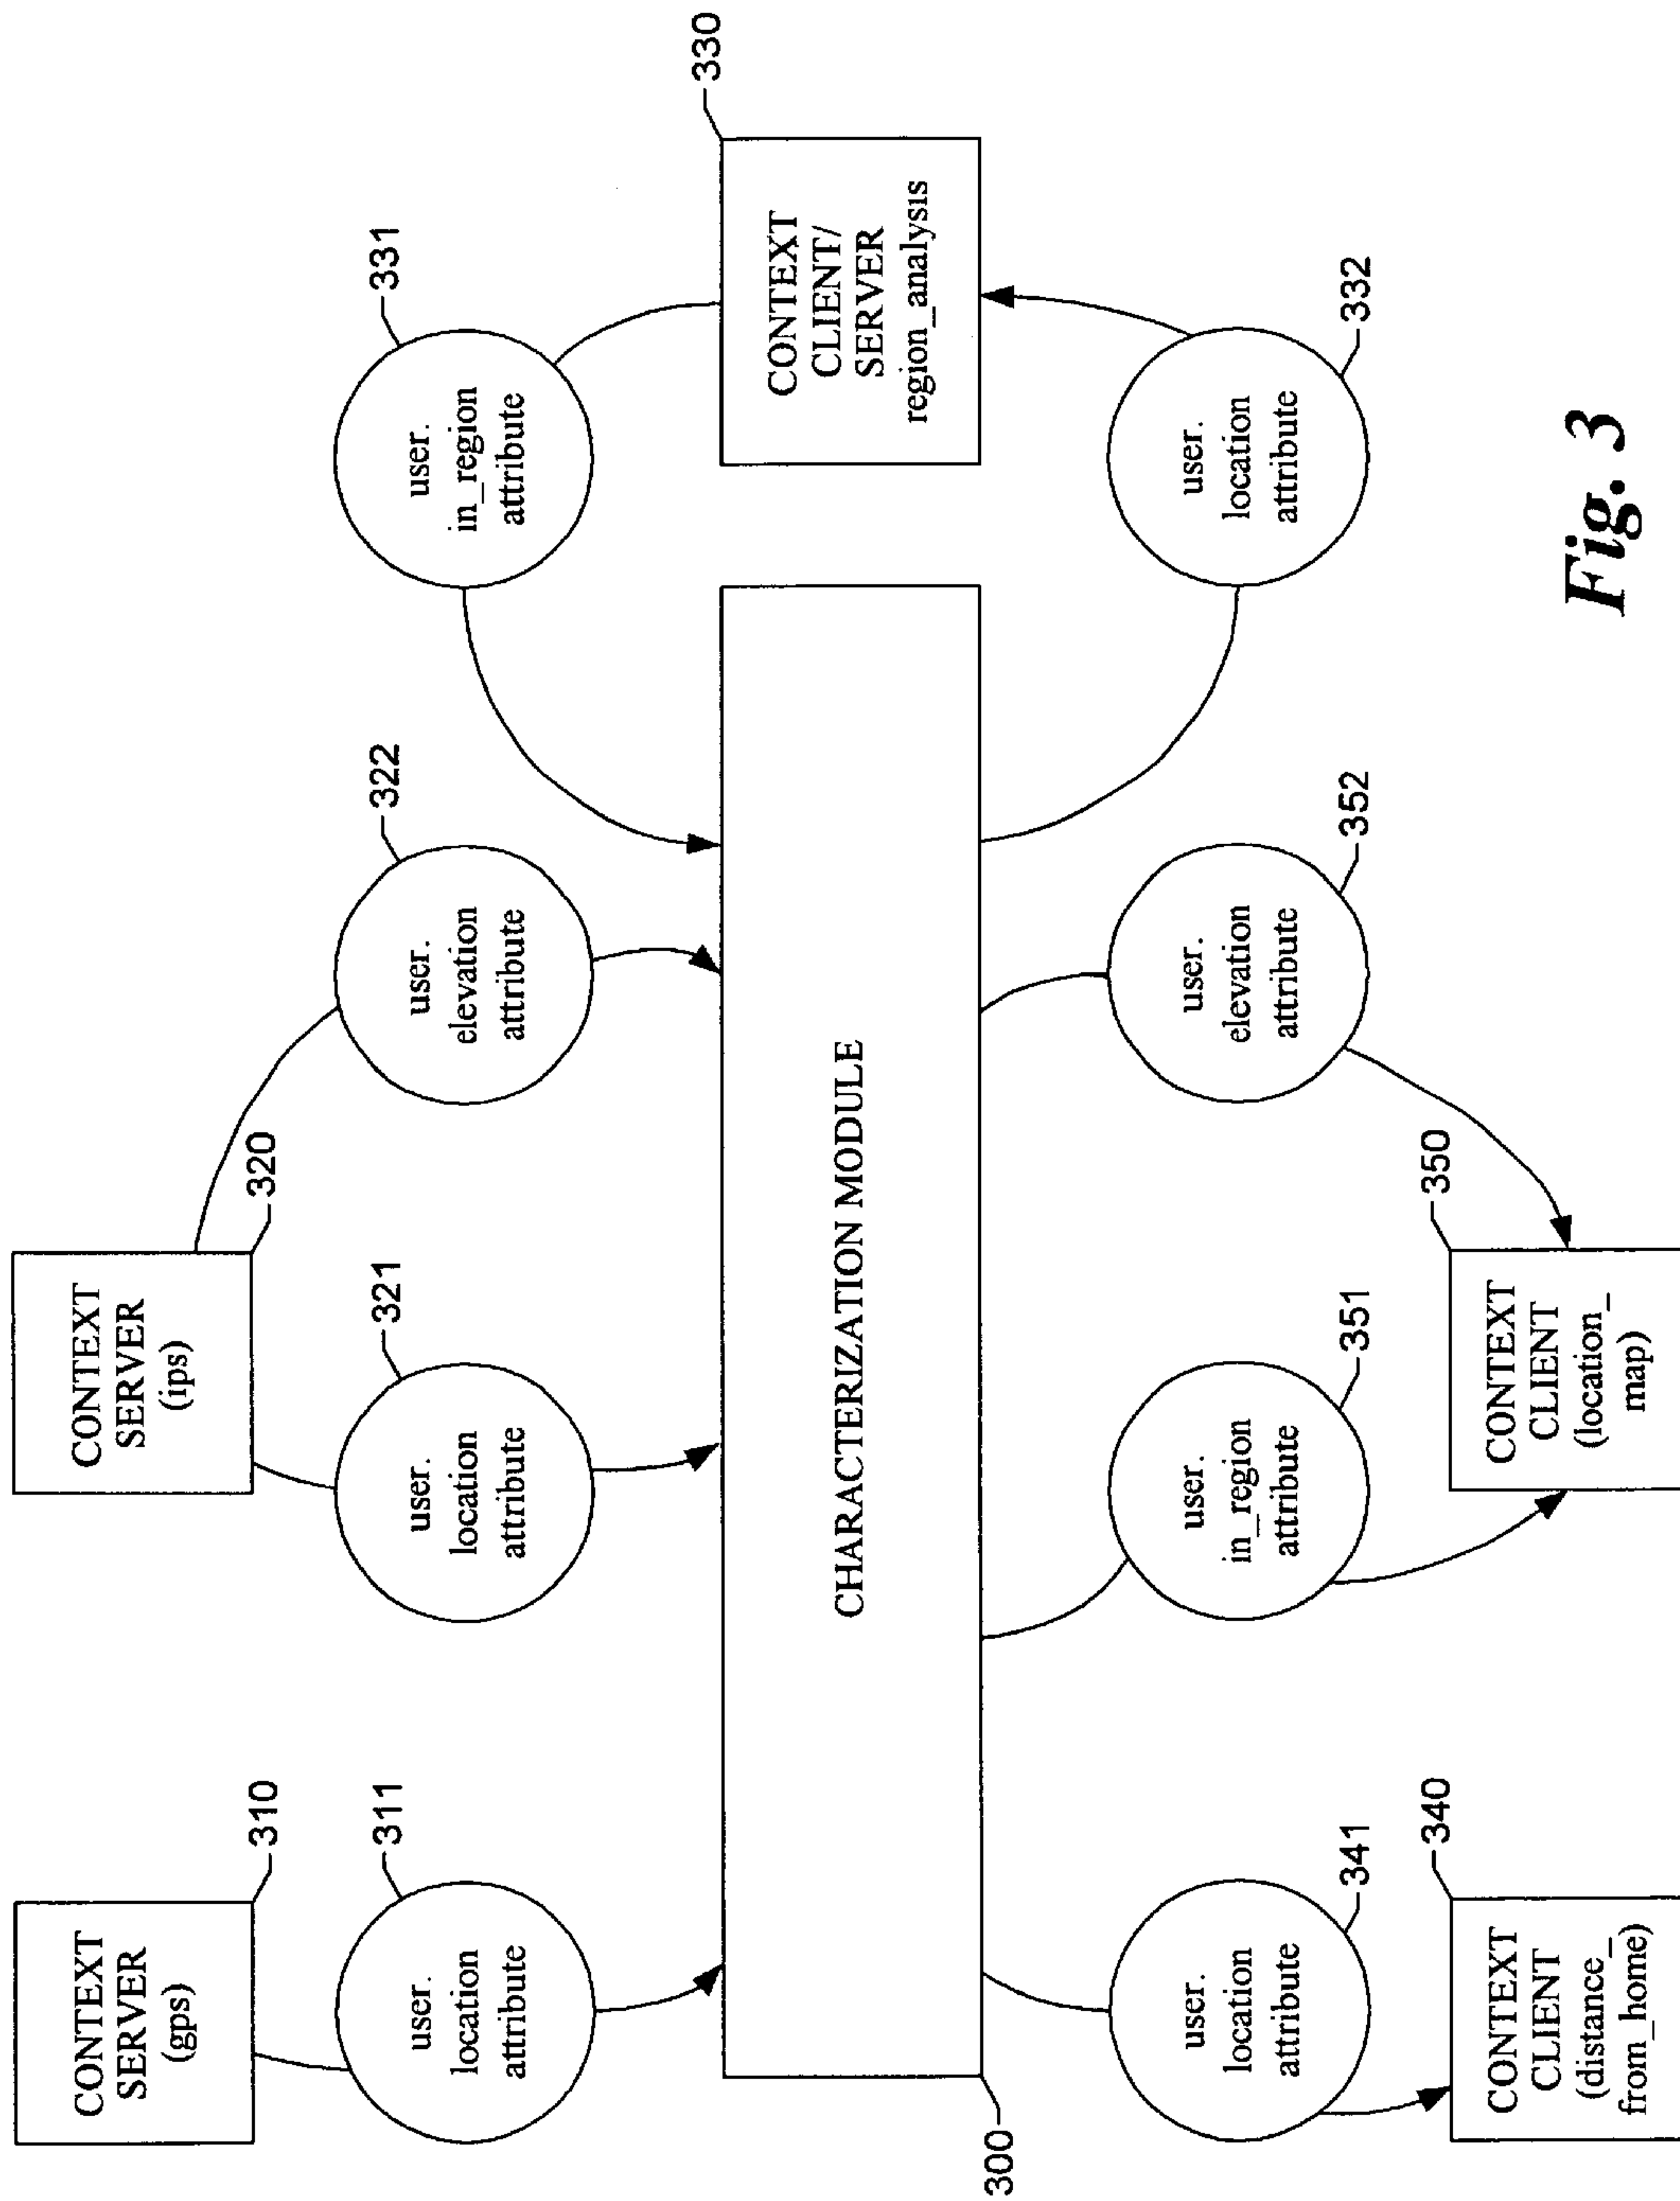 CONTEXT
SERVER
(gps)
310
user.
location
attribute
311
CONTEXT
SERVER
(ips)
320
user.
location
attribute
321
user.
elevation
attribute
322
user.
in_region
attribute
331
CONTEXT
CLIENT/
SERVER
region_analysis
330
CHARACTERIZATION MODULE
300
user.
location
attribute
341
CONTEXT
CLIENT
(distance_
from_home)
340
user.
in_region
attribute
351
CONTEXT
CLIENT
(location_
map)
350
user.
elevation
attribute
352
user.
location
attribute
332
Fig. 3